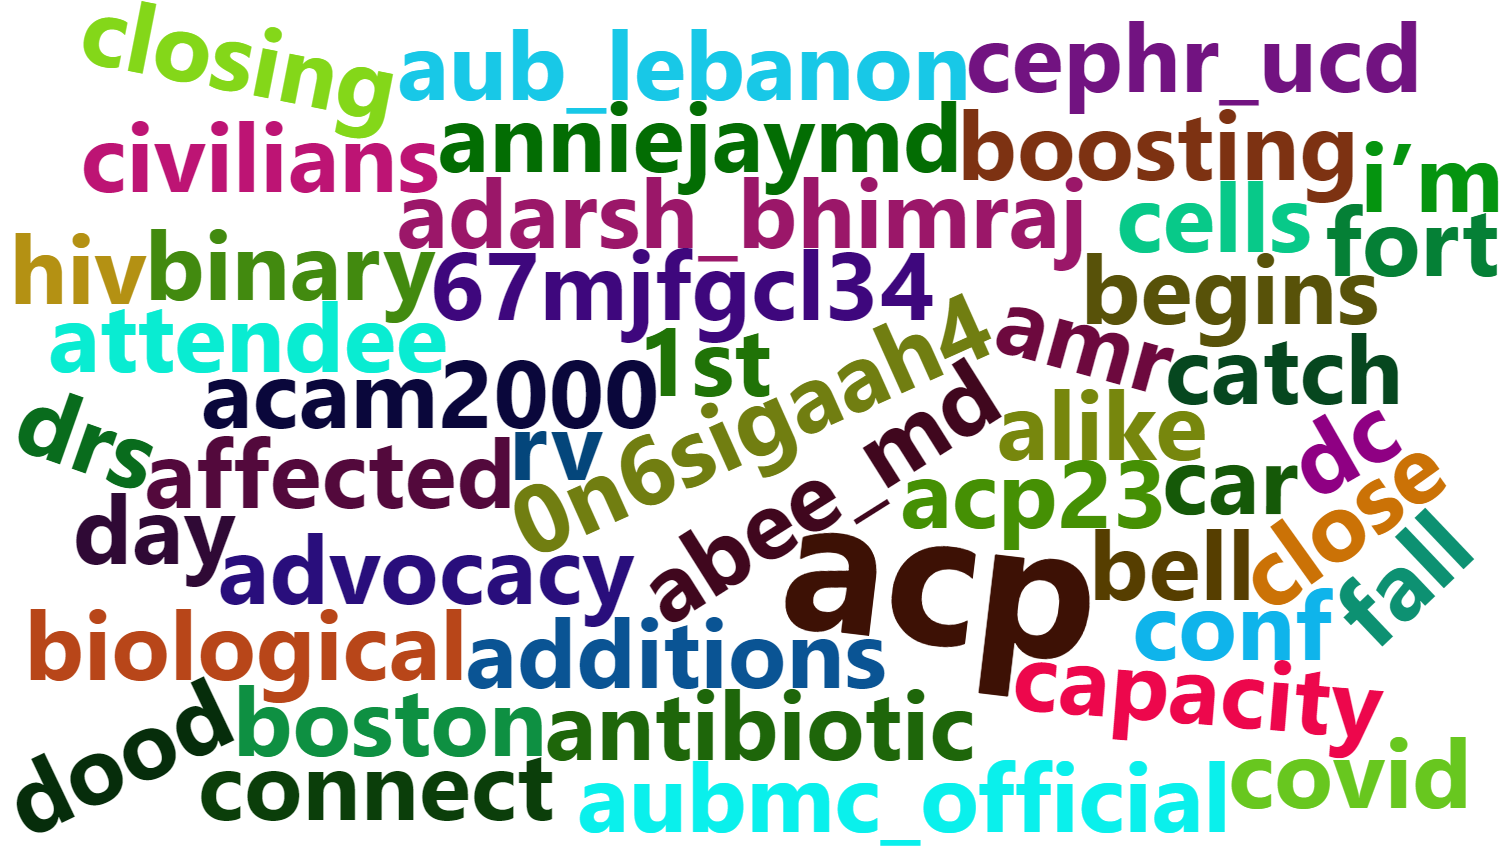 closing
aub_lebanon
cephr_ucd
civilians
anniejaymd
boosting
i’m
adarsh_bhimraj
cells
fort
hiv
binary
67mjfgcl34
begins
attendee
1st
0n6sigaah4
amr
catch
acam2000
drs
affected
rv
abee_md
alike
dc
acp23
car
close
day
advocacy
acp
bell
fall
biological
additions
conf
capacity
dood
boston
antibiotic
connect
aubmc_official
covid